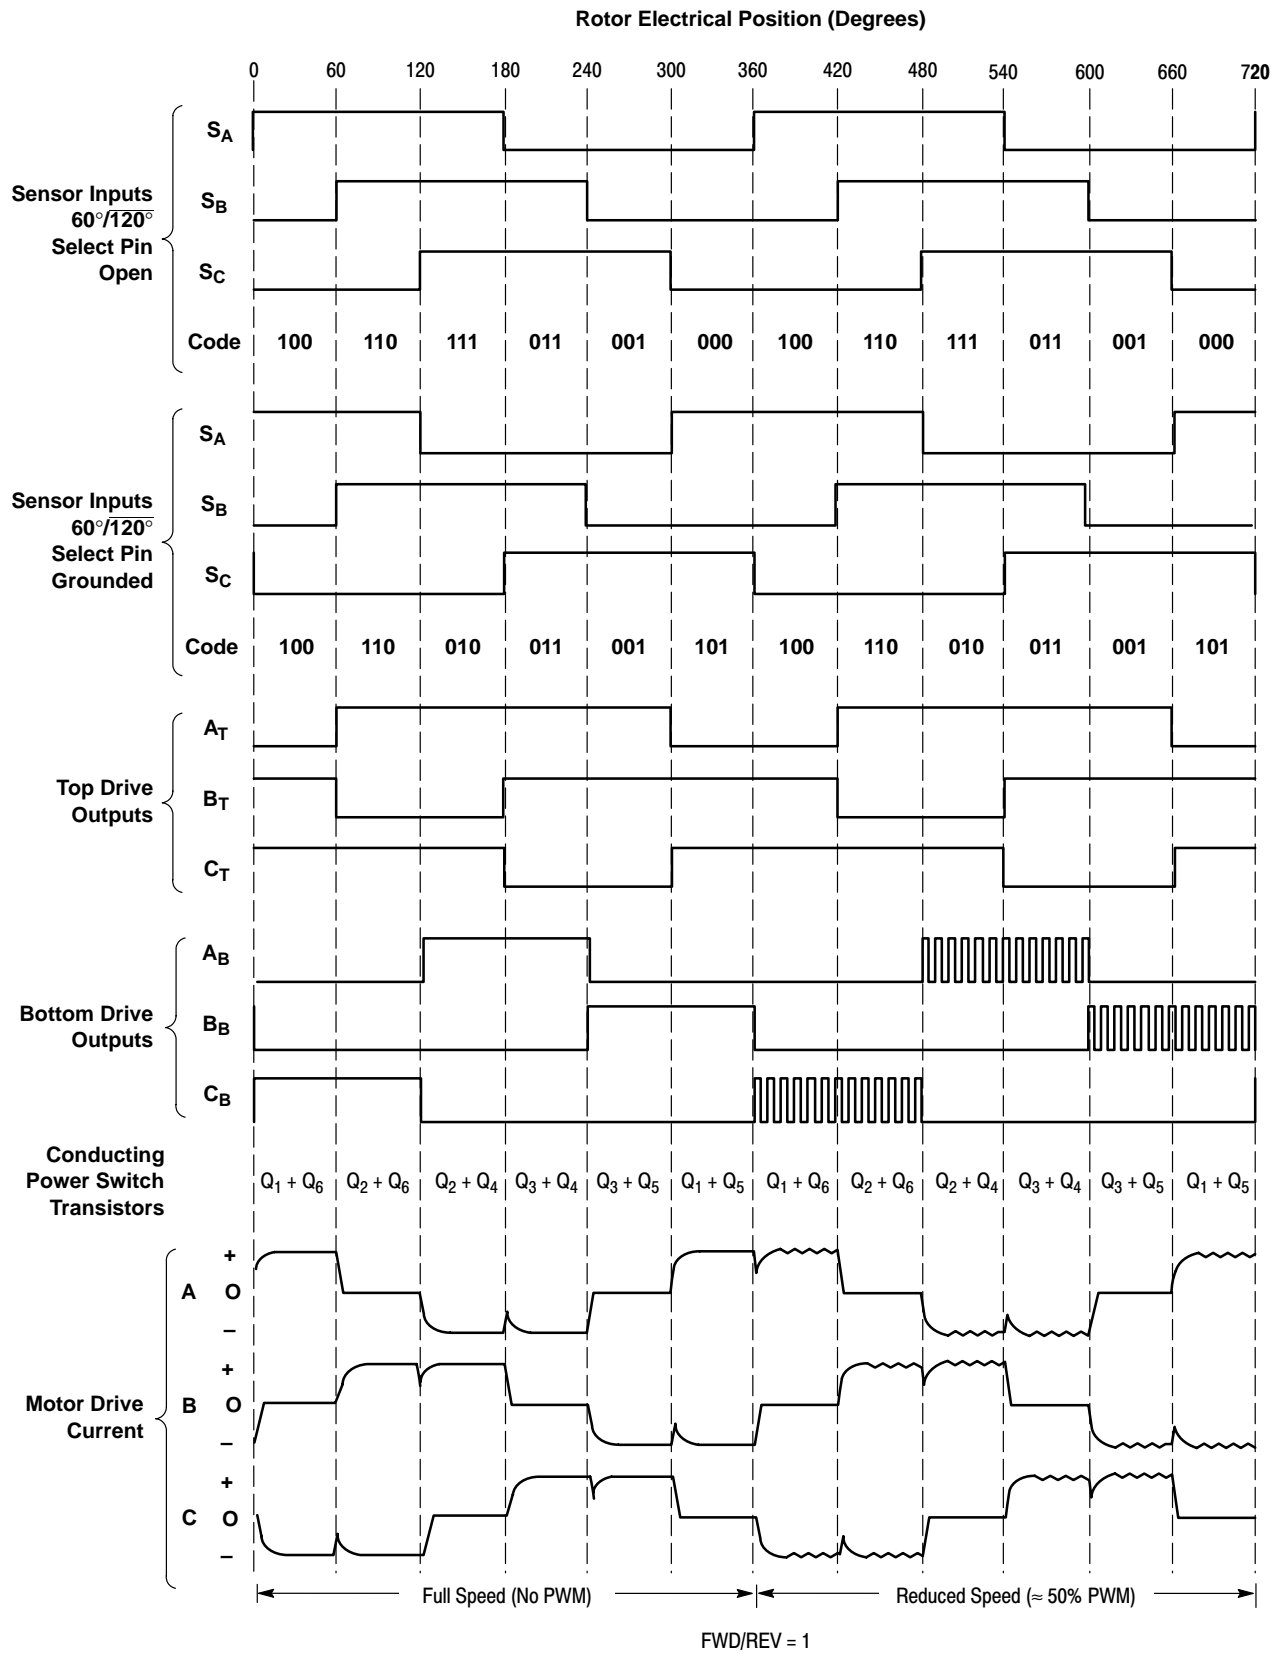 Rotor Electrical Position (Degrees)
0 60 120 180 240 300 360 420 480 540 600 660 720
Sensor Inputs
60°/120°
Select Pin
Open
SA
SB
SC
Code 100 110 111 011 001 000 100 110 111 011 001 000
Sensor Inputs
60°/120°
Select Pin
Grounded
SA
SB
SC
Code 100 110 010 011 001 101 100 110 010 011 001 101
Top Drive
Outputs
AT
BT
CT
Bottom Drive
Outputs
AB
BB
CB
Conducting
Power Switch
Transistors
Q1 + Q6 Q2 + Q6 Q2 + Q4 Q3 + Q4 Q3 + Q5 Q1 + Q5 Q1 + Q6 Q2 + Q6 Q2 + Q4 Q3 + Q4 Q3 + Q5 Q1 + Q5
Motor Drive
Current
+
A O
–
+
B O
–
+
C O
–
Full Speed (No PWM) Reduced Speed (≈ 50% PWM)
FWD/REV = 1